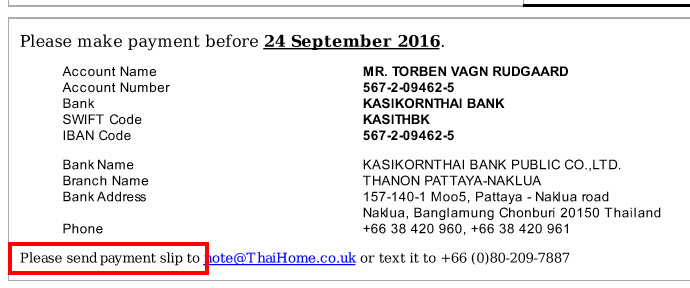 Please make payment before 24 September 2016.
Account Name MR. TORBEN VAGN RUDGAARD
Account Number 567-2-09462-5
Bank KASIKORNTHAI BANK
SWIFT Code KASITHBK
IBAN Code 567-2-09462-5
Bank Name KASIKORNTHAI BANK PUBLIC CO.,LTD.
Branch Name THANON PATTAYA-NAKLUA
Bank Address 157-140-1 Moo5, Pattaya - Naklua road
Naklua, Banglamung Chonburi 20150 Thailand
Phone +66 38 420 960, +66 38 420 961
Please send payment slip to note@ThaiHome.co.uk or text it to +66 (0)80-209-7887